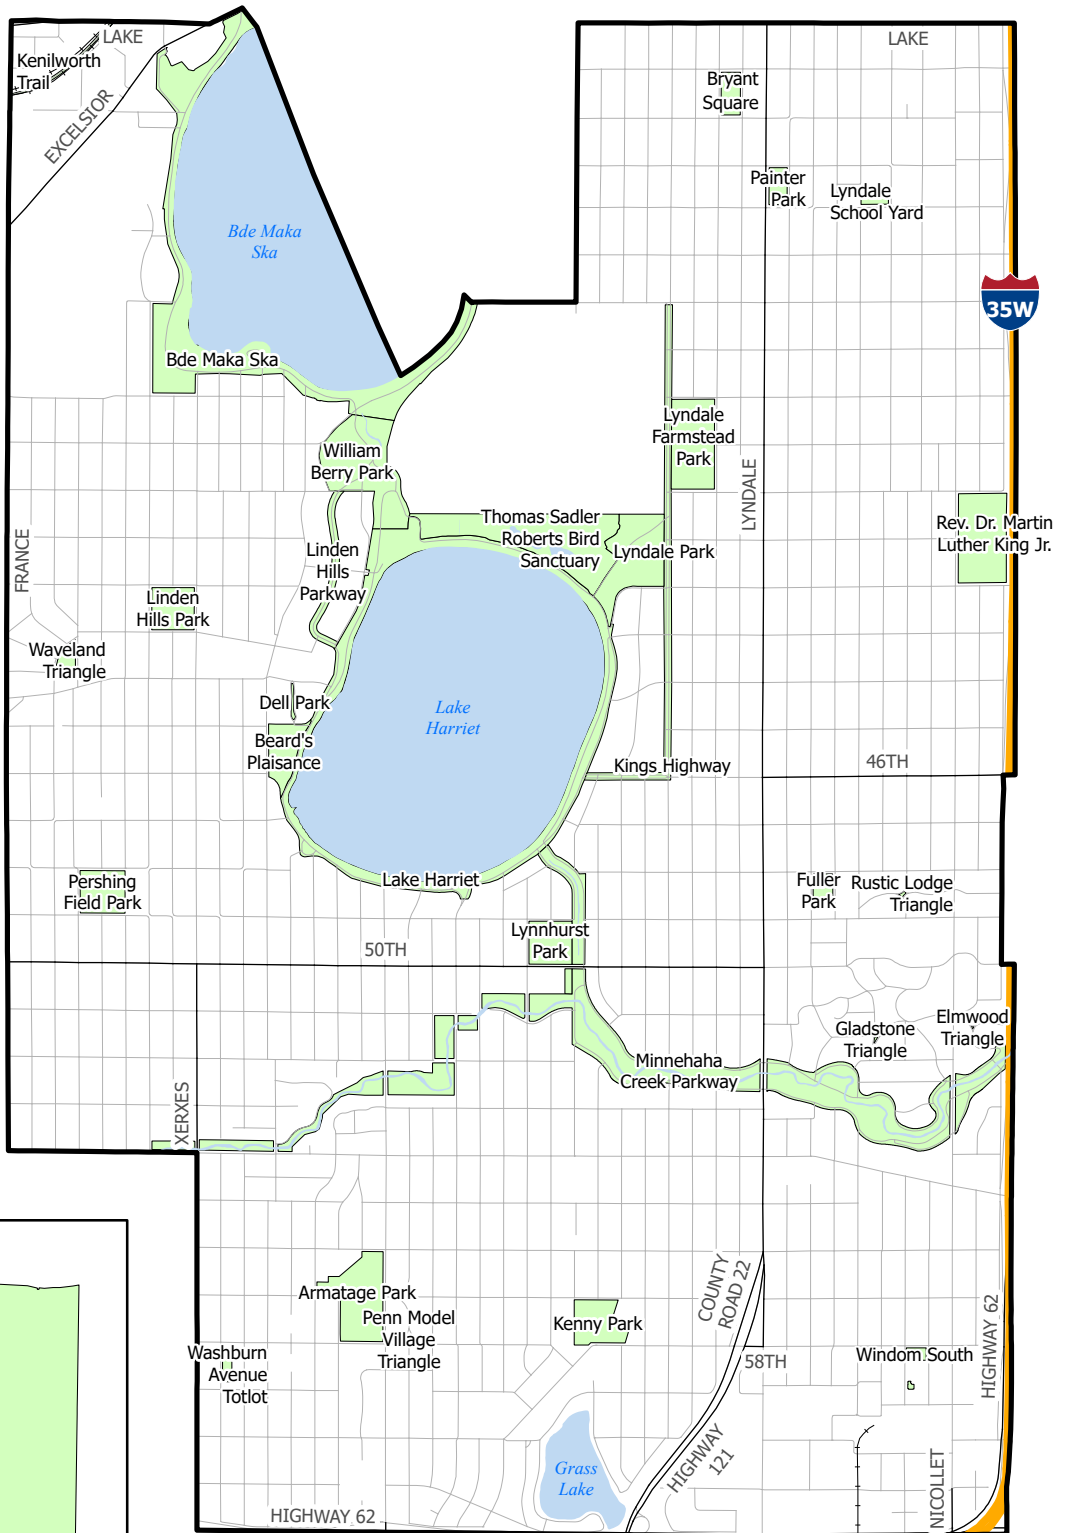 LAKE
LAKE
Kenilworth
Trail
EXCELSIOR
Bryant
Square
Painter
Park
Lyndale
School Yard
Bde Maka
Ska
35W
Bde Maka Ska
Lyndale
Farmstead
Park
William
Berry Park
LYNDALE
Thomas Sadler
Roberts Bird
Sanctuary
Lyndale Park
Rev. Dr. Martin
Luther King Jr.
FRANCE
Linden
Hills
Parkway
Linden
Hills Park
Waveland
Triangle
Dell Park
Lake
Harriet
Beard's
Plaisance
Kings Highway
46TH
Pershing
Field Park
Lake Harriet
Fuller
Park
Rustic Lodge
Triangle
Lynnhurst
Park
50TH
Gladstone
Triangle
Elmwood
Triangle
Minnehaha
Creek Parkway
XERXES
Armatage Park
Penn Model
Village
Triangle
Kenny Park
COUNTY
ROAD 22
HIGHWAY 62
Washburn
Avenue
Totlot
58TH
Windom South
Grass
Lake
HIGHWAY
121
NICOLLET
HIGHWAY 62